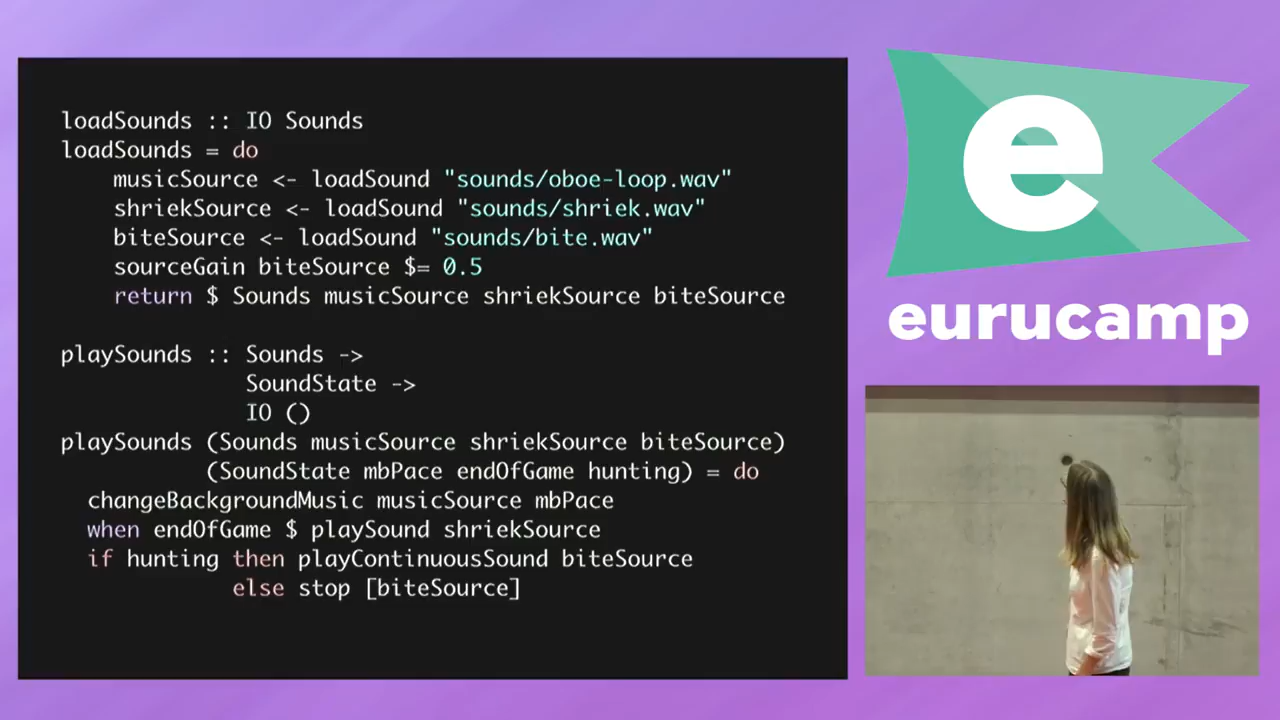 loadSounds :: IO Sounds
loadSounds = do
    musicSource <- loadSound "sounds/oboe-loop.wav"
    shriekSource <- loadSound "sounds/shriek.wav"
    biteSource <- loadSound "sounds/bite.wav"
    sourceGain biteSource $= 0.5
    return $ Sounds musicSource shriekSource biteSource
playSounds :: Sounds ->
              SoundState ->
              IO ()
playSounds (Sounds musicSource shriekSource biteSource)
           (SoundState mbPace endOfGame hunting) = do
  changeBackgroundMusic musicSource mbPace
  when endOfGame $ playSound shriekSource
  if hunting then playContinuousSound biteSource
             else stop [biteSource]
e
eurucamp